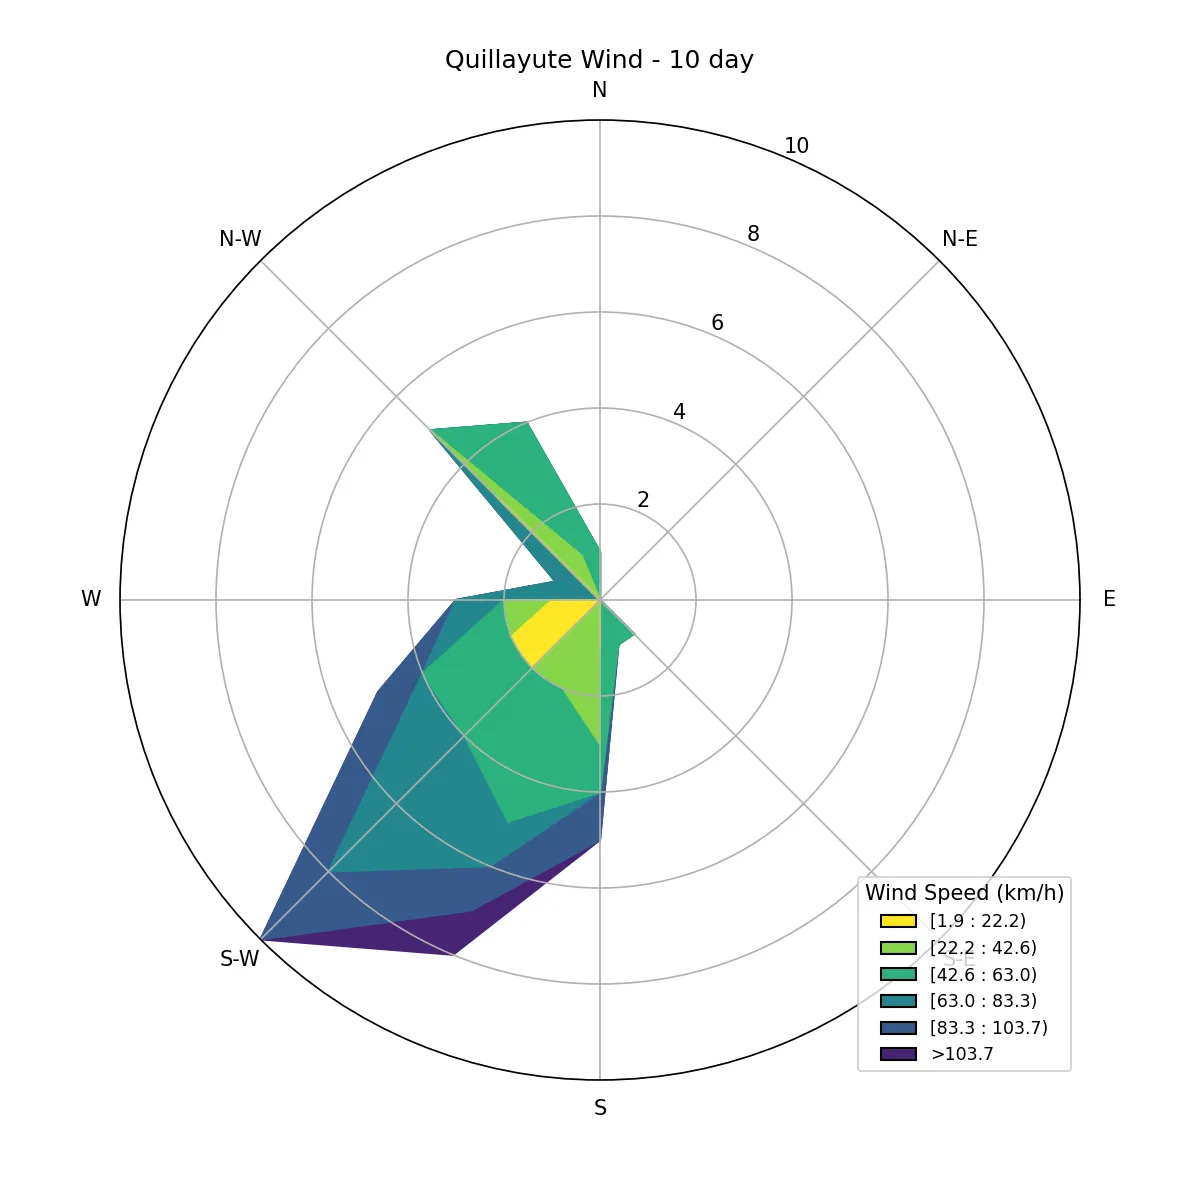 Quillayute Wind - 10 day
N
10
N-W
8
N-E
6
4
2
W
E
S-W
S-E
S
Wind Speed (km/h)
[1.9 : 22.2)
[22.2 : 42.6)
[42.6 : 63.0)
[63.0 : 83.3)
[83.3 : 103.7)
>103.7